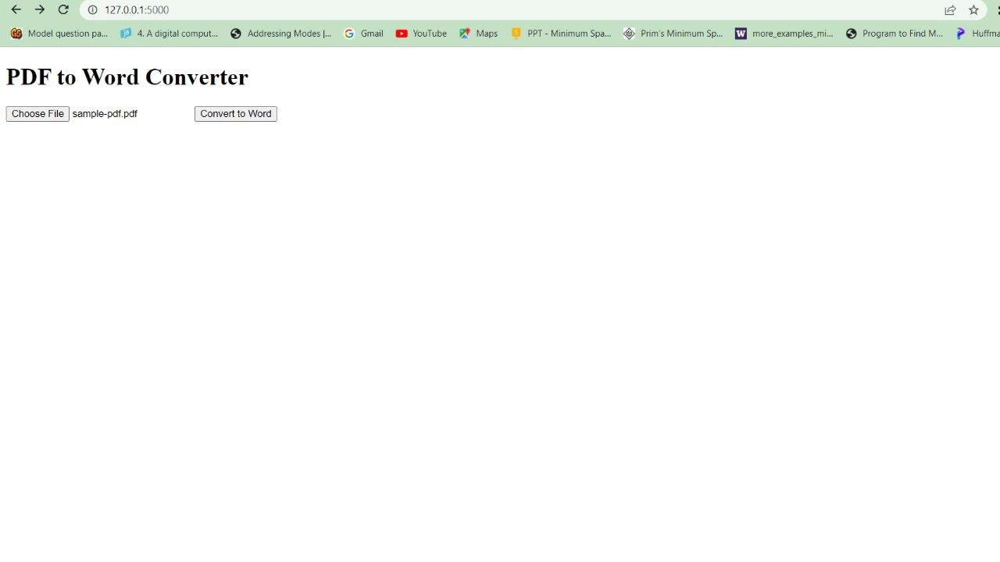 127.0.0.1:5000
Model question pa... 4. A digital comput... Addressing Modes |... Gmail YouTube Maps PPT - Minimum Spa... Prim's Minimum Sp... more_examples_mi... Program to Find M... Huffma
PDF to Word Converter
Choose File sample-pdf.pdf Convert to Word